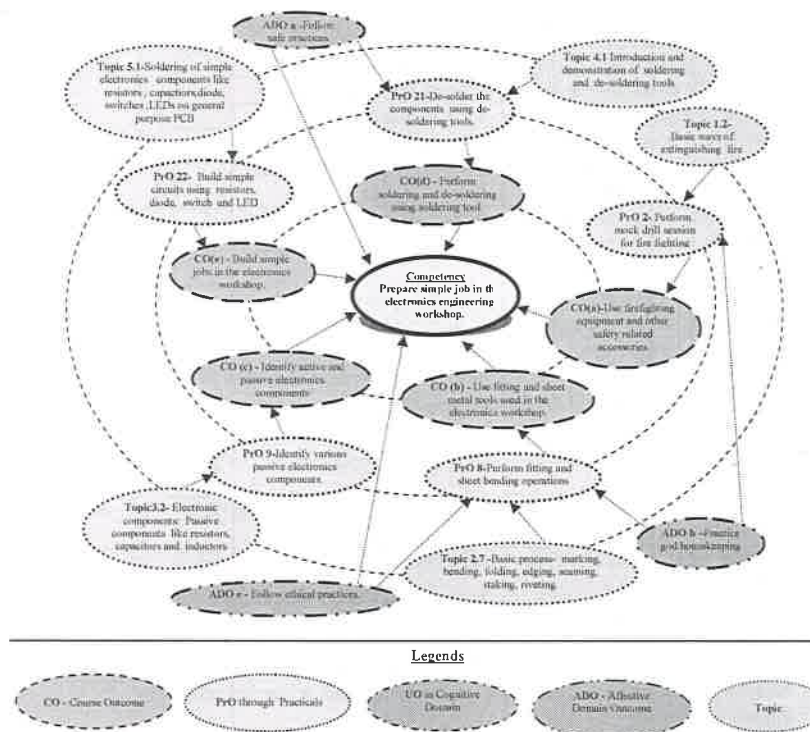 ADO a -Follow
safe practices.
Topic 5.1-Soldering of simple
electronics components like
resistors, capactiors,diode,
switches ,LEDs on general
purpose PCB
Topic 4.1 Introduction and
demonstration of soldering
and de-soldering tools
PrO 21-De-solder the
components using de-
soldering tools.
Topic 1.2-
Basic ways of
extinguishing fire
PrO 22- Build simple
circuits using resistors,
diode, switch and LED
CO(d) - Perform
soldering and de-soldering
using soldering tool
PrO 2- Perform
mock drill session
for fire fighting
CO(e) - Build simple
jobs in the electronics
workshop.
Competency
Prepare simple job in th
electronics engineering
workshop.
CO(a)-Use firefighting
equipment and other
safety related
accessories.
CO (c) - Identify active and
passive electronics
components
CO (b) - Use fitting and sheet
metal tools used in the
electronics workshop.
PrO 9-Identify various
passive electronics
components.
PrO 8-Perform fitting and
sheet bending operations
Topic3.2- Electronic
components: Passive
components like resistors,
capacitors and inductors
ADO b -Practice
god housekeeping
Topic 2.7 -Basic process- marking,
bending, folding, edging, seaming,
staking, riveting.
ADO e - Follow ethical practices.
Legends
CO - Course Outcome
PrO through Practicals
UO in Cognitive
Domain
ADO - Affective
Domain Outcome
Topic